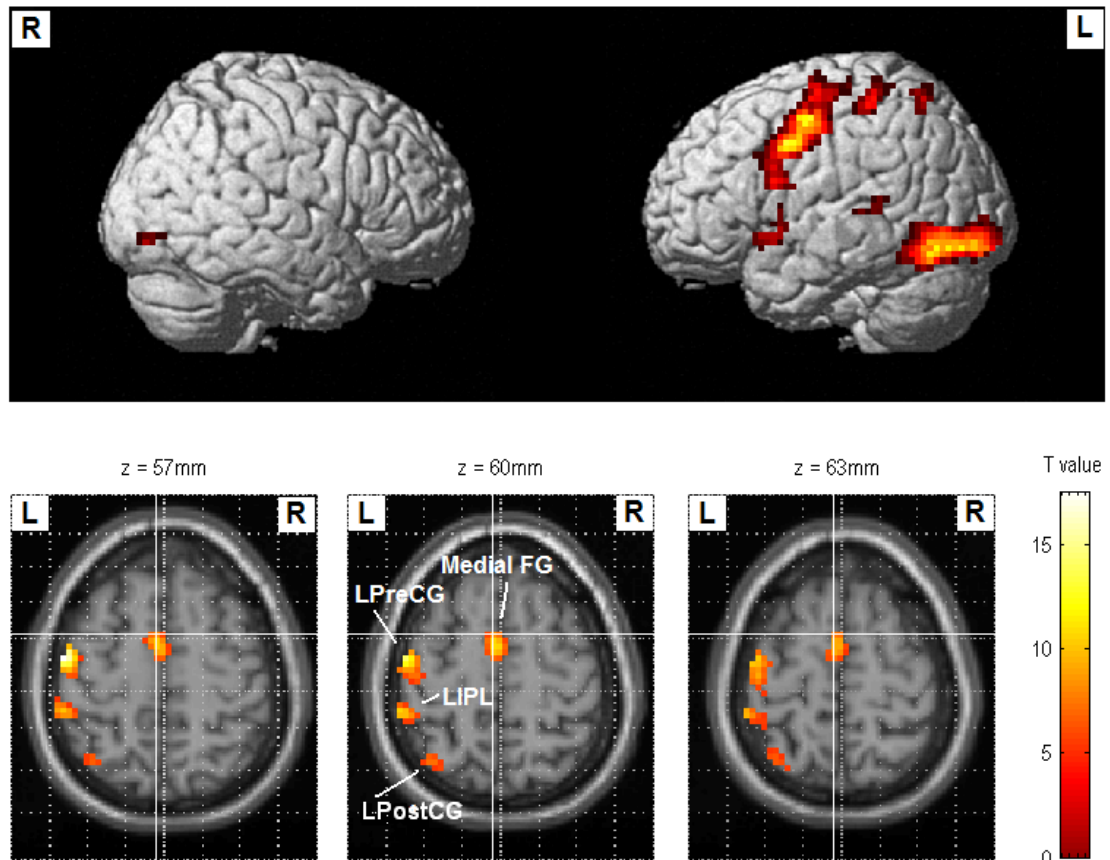 R L
z = 57mm z = 60mm z = 63mm T value
L R L R L R
Medial FG
LPreCG
LIPL
LPostCG
15
10
5
0